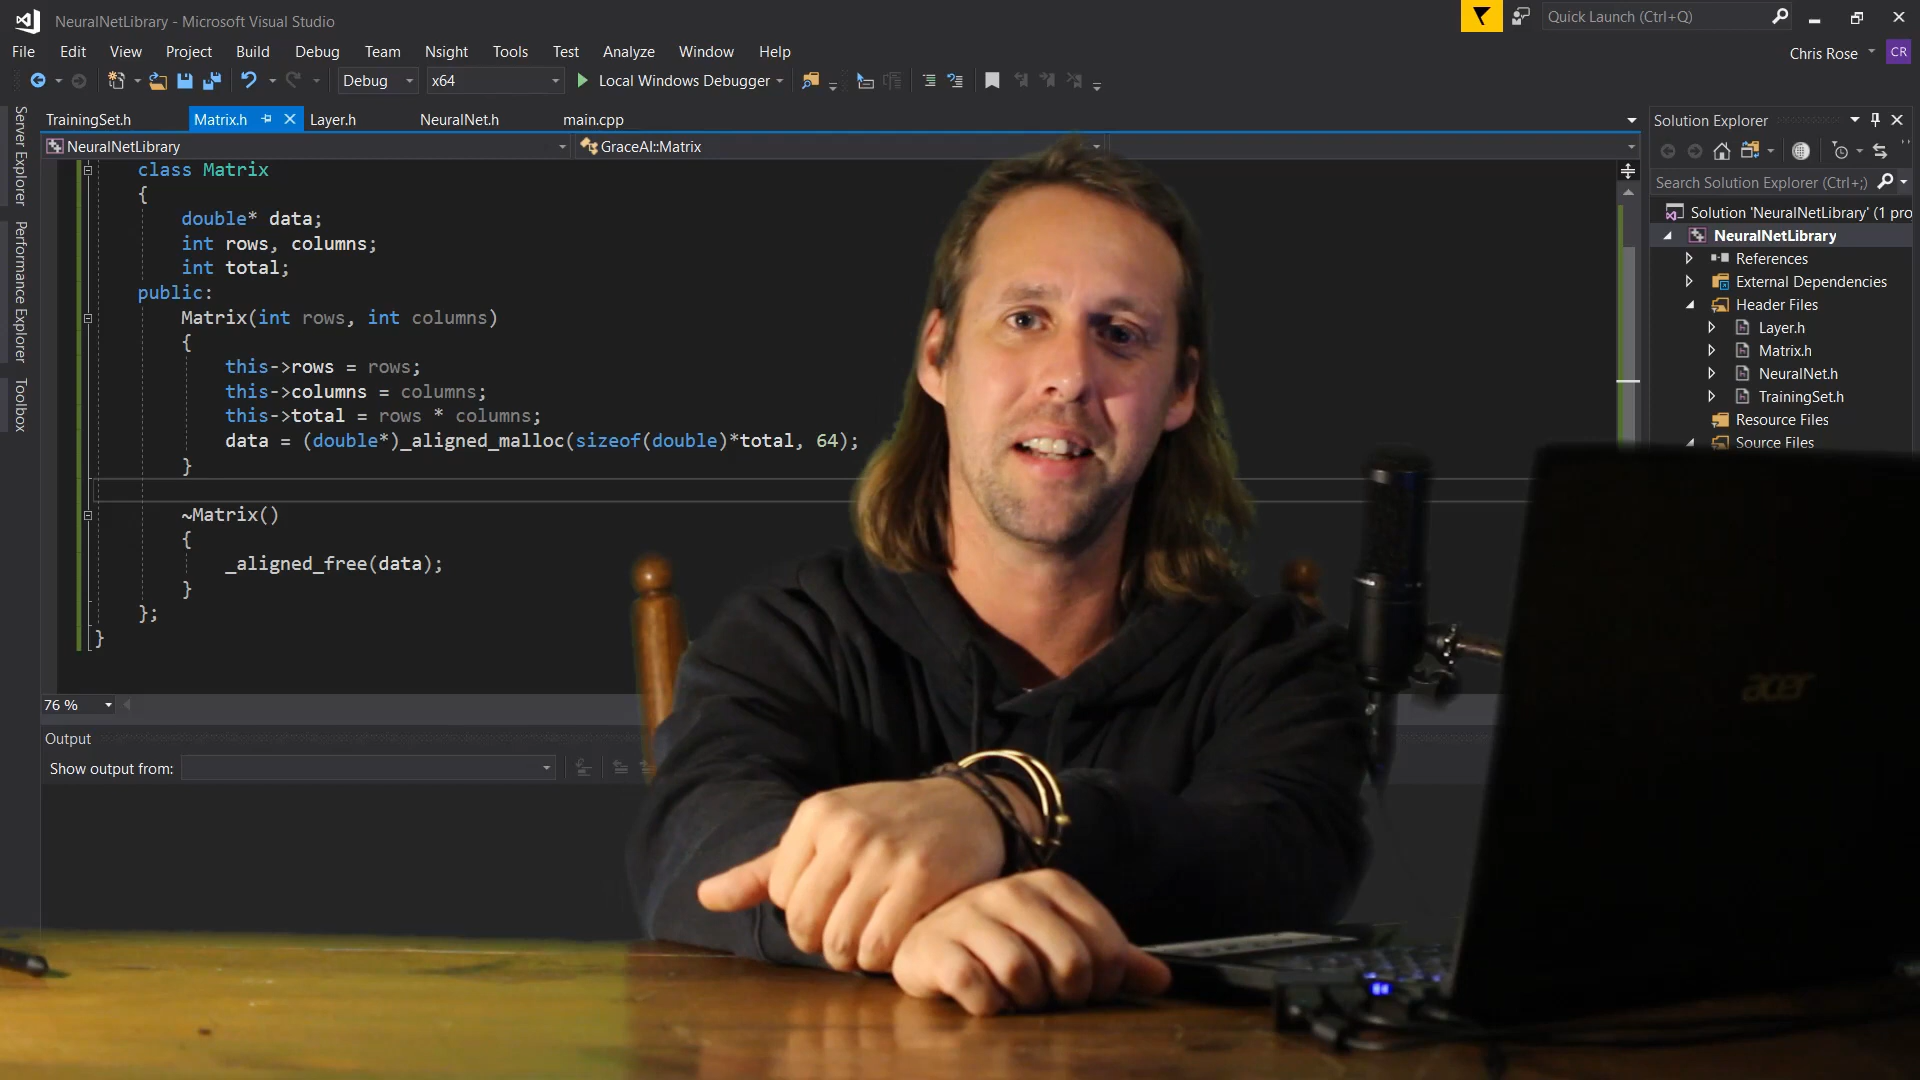 NeuralNetLibrary - Microsoft Visual Studio
Quick Launch (Ctrl+Q)
File Edit View Project Build Debug Team Nsight Tools Test Analyze Window Help
Chris Rose CR
Debug x64 Local Windows Debugger
Server Explorer
Performance Explorer
Toolbox
TrainingSet.h Matrix.h Layer.h NeuralNet.h main.cpp
NeuralNetLibrary GraceAI::Matrix
class Matrix
{
double* data;
int rows, columns;
int total;
public:
Matrix(int rows, int columns)
{
this->rows = rows;
this->columns = columns;
this->total = rows * columns;
data = (double*)_aligned_malloc(sizeof(double)*total, 64);
}
~Matrix()
{
_aligned_free(data);
}
};
}
76 %
Output
Show output from:
Solution Explorer
Search Solution Explorer (Ctrl+;)
Solution 'NeuralNetLibrary' (1 pro
NeuralNetLibrary
References
External Dependencies
Header Files
Layer.h
Matrix.h
NeuralNet.h
TrainingSet.h
Resource Files
Source Files
acer